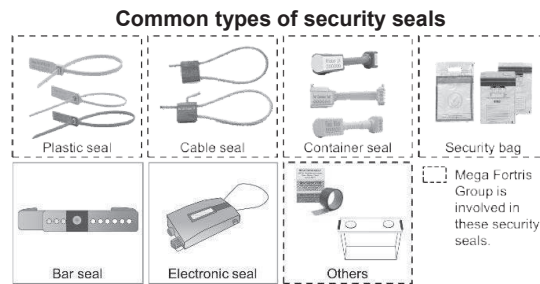 Common types of security seals
Plastic seal
Cable seal
Container seal
Security bag
Mega Fortris
Group is
involved in
these security
seals.
Bar seal
Electronic seal
Others